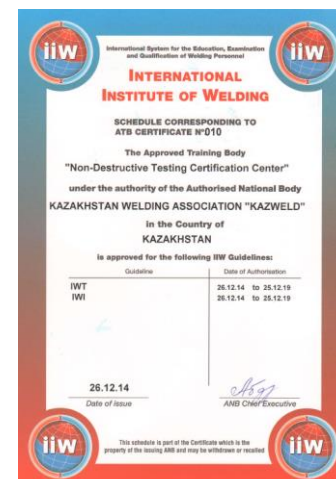 iiw
International System for the Education, Examination
and Qualification of Welding Personnel
iiw
INTERNATIONAL
INSTITUTE OF WELDING
SCHEDULE CORRESPONDING TO
ATB CERTIFICATE Nº010
The Approved Training Body
"Non-Destructive Testing Certification Center"
under the authority of the Authorised National Body
KAZAKHSTAN WELDING ASSOCIATION "KAZWELD"
in the Country
of
KAZAKHSTAN
is approved for the following IIW Guidelines:
Guideline Date of Authorisation
IWT 26.12.14 to 25.12.19
IWI 26.12.14 to 25.12.19
26.12.14
Date of issue ANB Chief Executive
iiw
This schedule is part of the Certificate which is the
property of the issuing ANB and may be withdrawn or recalled
iiw